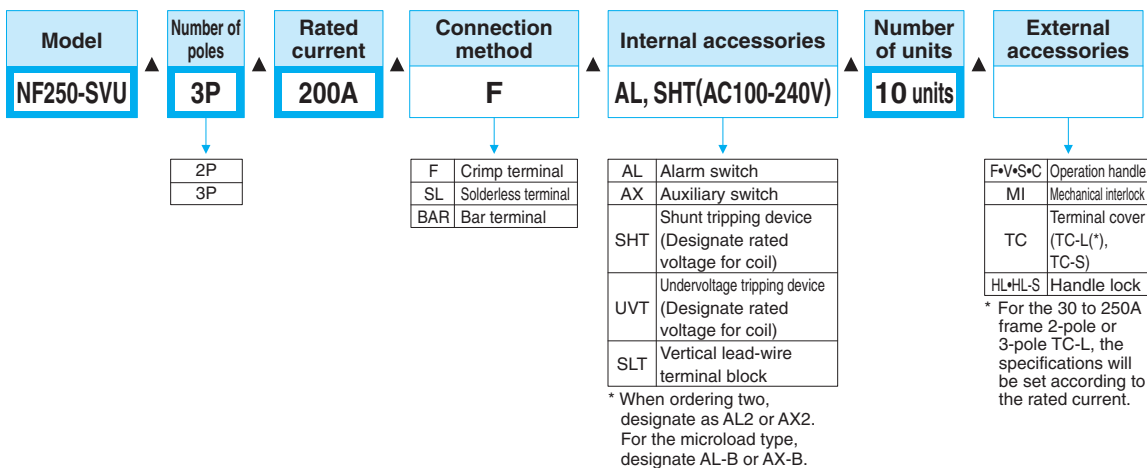 Model
NF250-SVU
▲
Number of
poles
3P
2P
3P
▲
Rated
current
200A
▲
Connection
method
F
F Crimp terminal
SL Solderless terminal
BAR Bar terminal
▲
Internal accessories
AL, SHT(AC100-240V)
AL Alarm switch
AX Auxiliary switch
SHT Shunt tripping device
(Designate rated
voltage for coil)
UVT Undervoltage tripping device
(Designate rated
voltage for coil)
SLT Vertical lead-wire
terminal block
* When ordering two,
designate as AL2 or AX2.
For the microload type,
designate AL-B or AX-B.
▲
Number
of units
10 units
▲
External
accessories
F•V•S•C Operation handle
MI Mechanical interlock
TC Terminal cover
(TC-L(*),
TC-S)
HL•HL-S Handle lock
* For the 30 to 250A
frame 2-pole or
3-pole TC-L, the
specifications will
be set according to
the rated current.